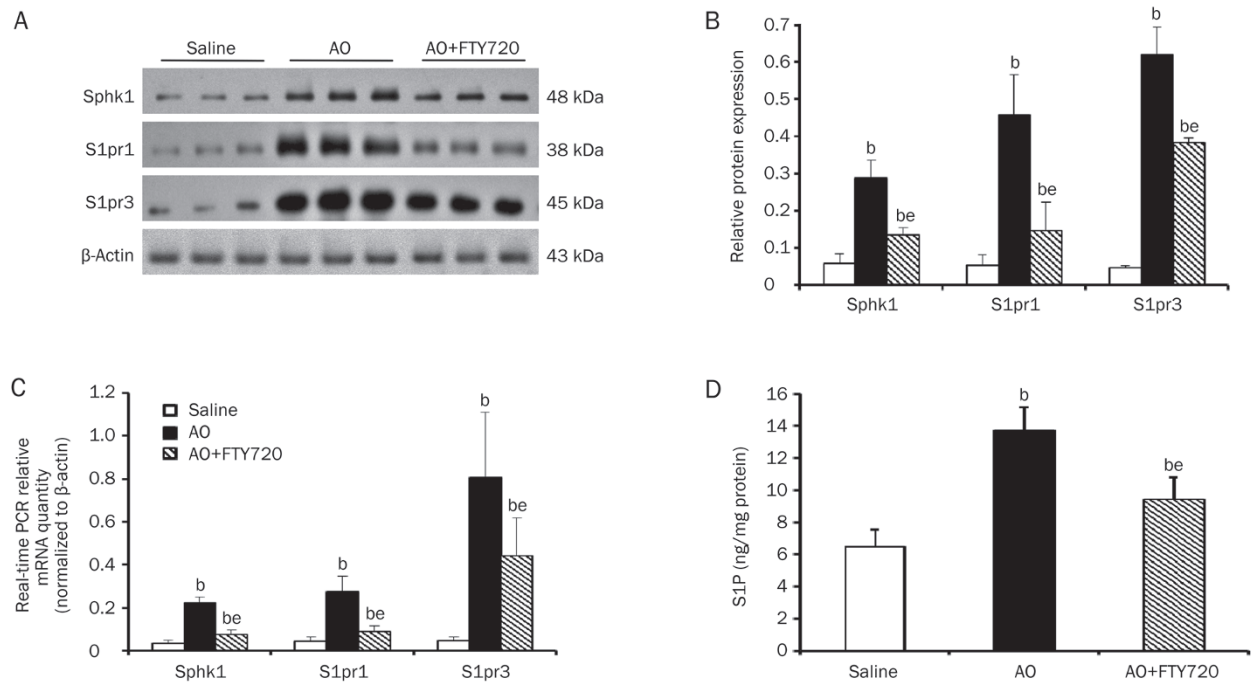 A
Saline AO AO+FTY720
Sphk1 48 kDa
S1pr1 38 kDa
S1pr3 45 kDa
β-Actin 43 kDa
B
Relative protein expression
0.7
0.6
0.5
0.4
0.3
0.2
0.1
0
b be b be b be
Sphk1 S1pr1 S1pr3
C
Real-time PCR relative
mRNA quantity
(normalized to β-actin)
1.2
1.0
0.8
0.6
0.4
0.2
0
Saline
AO
AO+FTY720
b be b be b be
Sphk1 S1pr1 S1pr3
D
S1P (ng/mg protein)
16
14
12
10
8
6
4
2
0
b be
Saline AO AO+FTY720